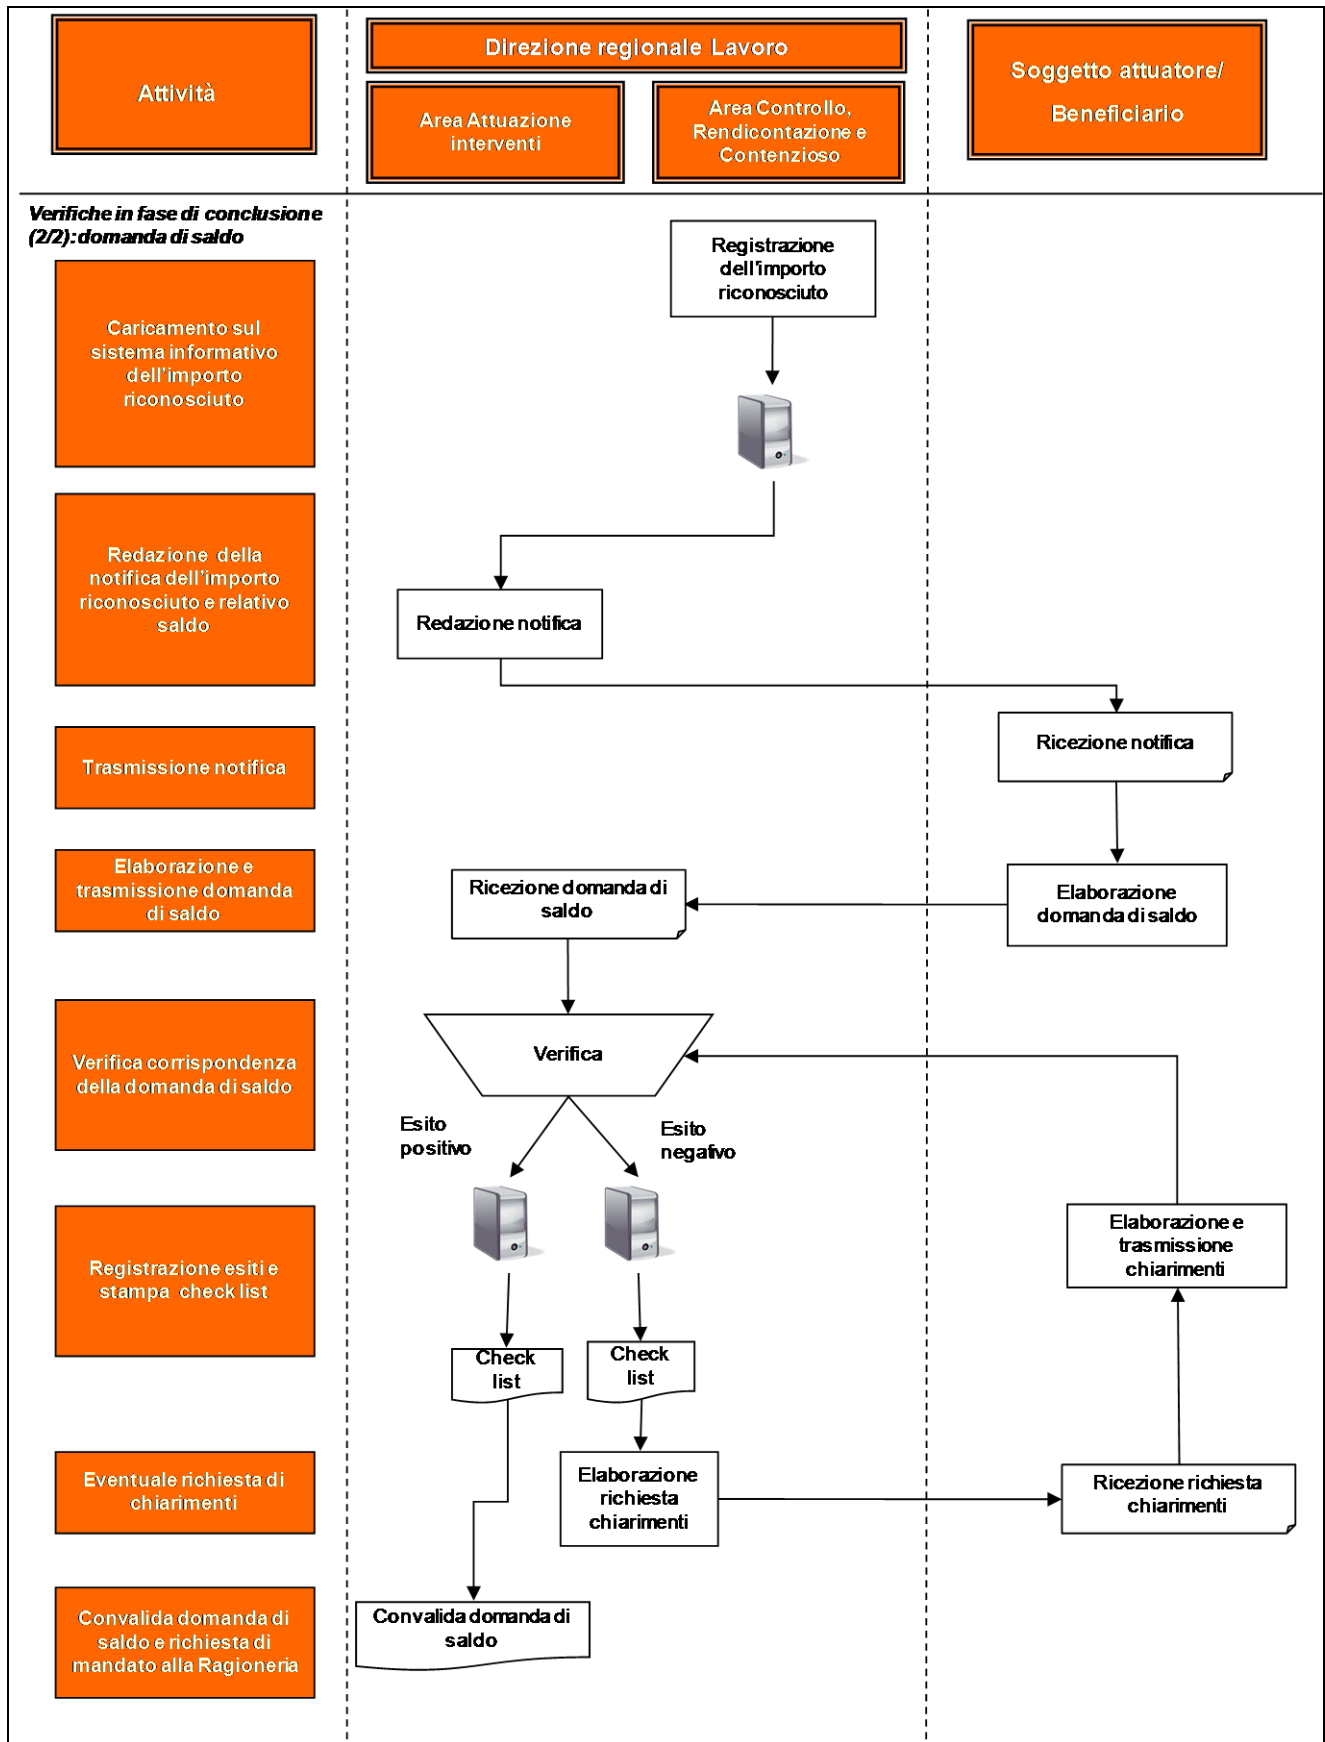 Attività
Direzione regionale Lavoro
Area Attuazione
interventi
Area Controllo,
Rendicontazione e
Contenzioso
Soggetto attuatore/
Beneficiario
Verifiche in fase di conclusione
(2/2): domanda di saldo
Registrazione
dell'importo
riconosciuto
Caricamento sul
sistema informativo
dell'importo
riconosciuto
Redazione della
notifica dell'importo
riconosciuto e relativo
saldo
Redazione notifica
Trasmissione notifica
Ricezione notifica
Elaborazione e
trasmissione domanda
di saldo
Ricezione domanda di
saldo
Elaborazione
domanda di saldo
Verifica corrispondenza
della domanda di saldo
Verifica
Esito
positivo
Esito
negativo
Registrazione esiti e
stampa check list
Elaborazione e
trasmissione
chiarimenti
Check
list
Check
list
Eventuale richiesta di
chiarimenti
Elaborazione
richiesta
chiarimenti
Ricezione richiesta
chiarimenti
Convalida domanda di
saldo e richiesta di
mandato alla Ragioneria
Convalida domanda di
saldo